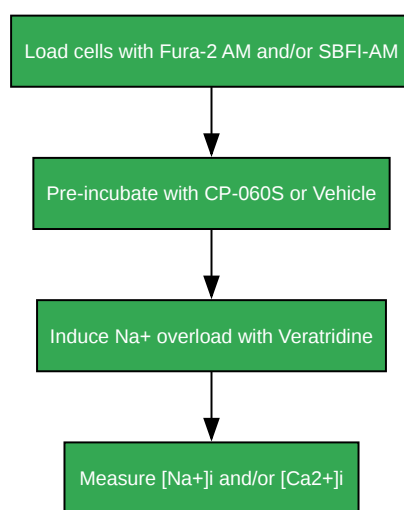 Load cells with Fura-2 AM and/or SBFI-AM
Pre-incubate with CP-060S or Vehicle
Induce Na+ overload with Veratridine
Measure [Na+]i and/or [Ca2+]i